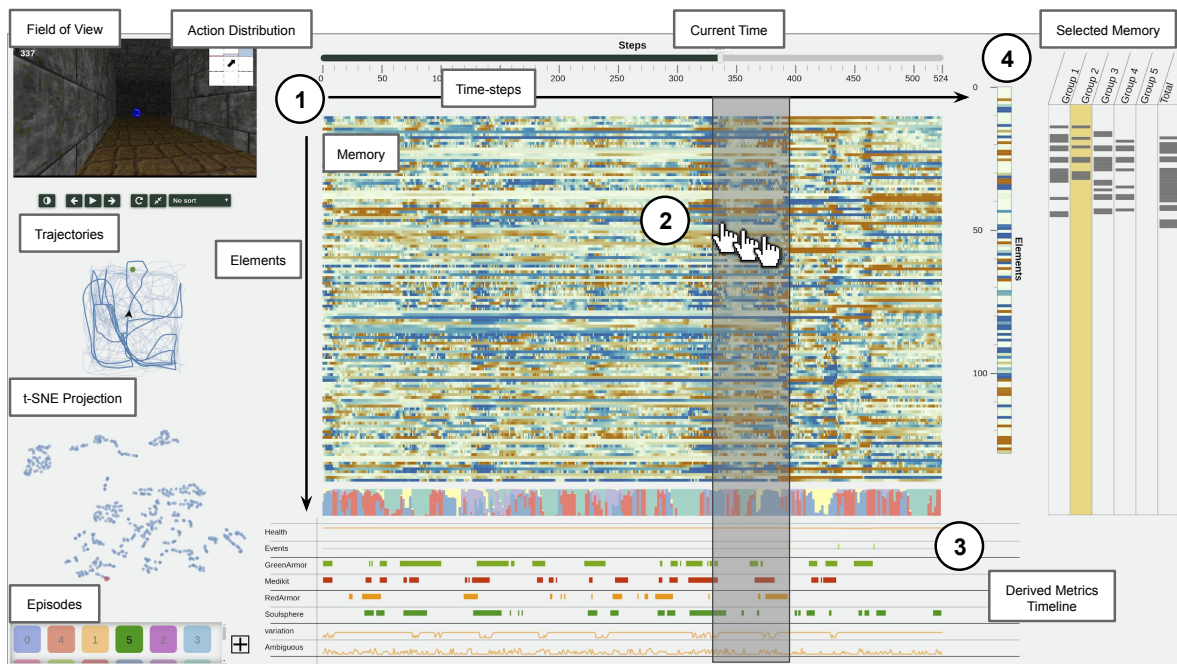 Field of View
Action Distribution
Current Time
Selected Memory
337
Steps
0
50
100
150
200
250
300
350
400
450
500
524
1
Time-steps
4
0
Group 1
Group 2
Group 3
Group 4
Group 5
Total
Memory
No sort
2
Trajectories
Elements
50
Elements
100
t-SNE Projection
Health
Events
3
GreenArmor
Medikit
RedArmor
Soulsphere
variation
Ambiguous
Derived Metrics
Timeline
Episodes
0
4
1
5
2
3